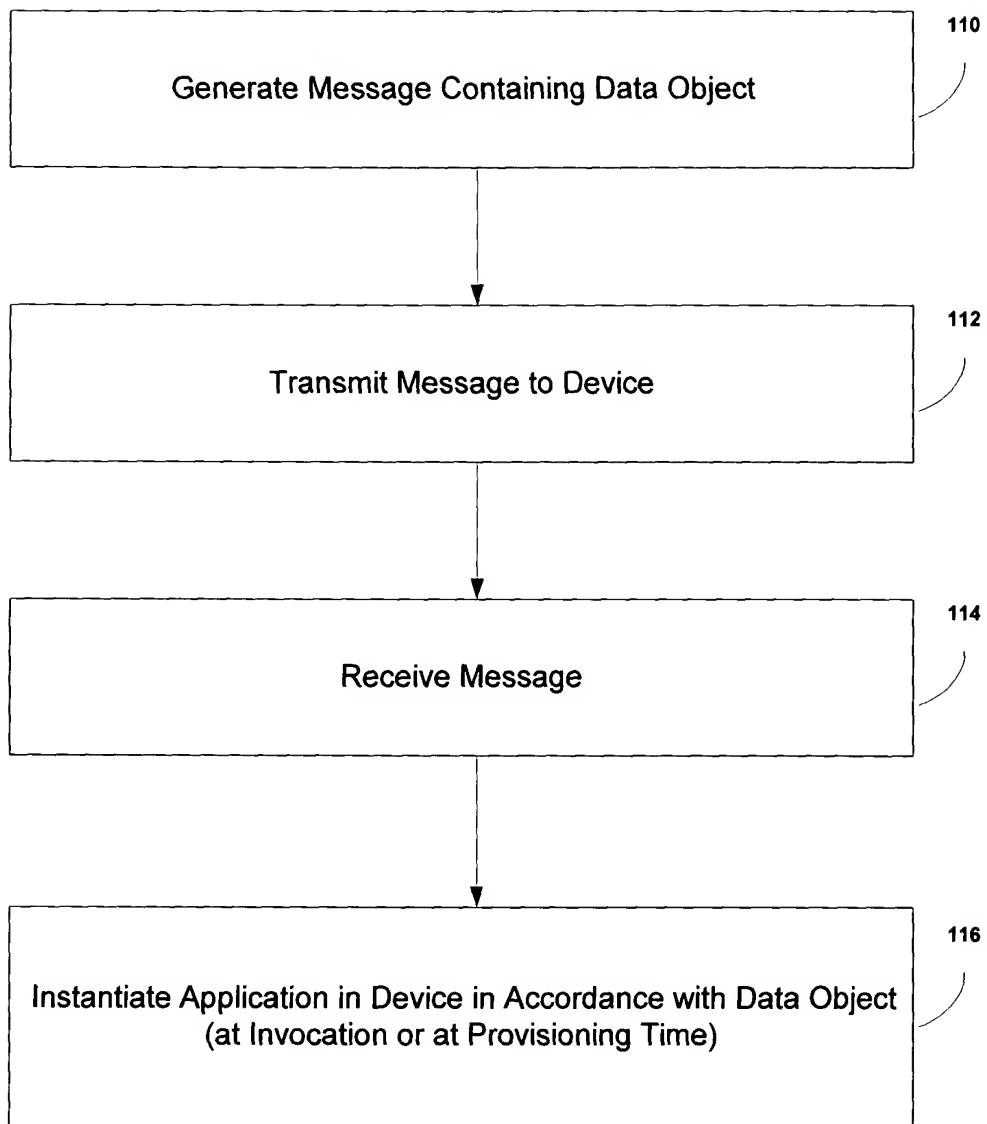 110
Generate Message Containing Data Object
112
Transmit Message to Device
114
Receive Message
116
Instantiate Application in Device in Accordance with Data Object
(at Invocation or at Provisioning Time)